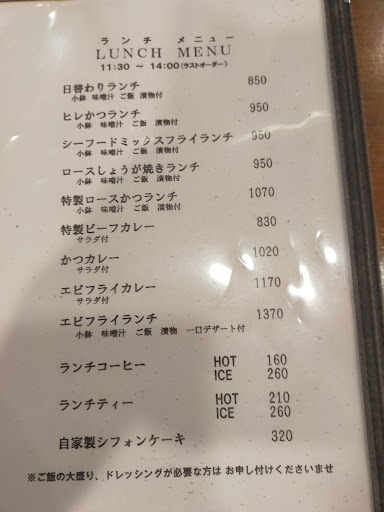 ランチ メニュー
LUNCH MENU
11:30 ～ 14:00(ラストオーダー)
日替わりランチ 850
小鉢 味噌汁 ご飯 漬物付
ヒレかつランチ 950
小鉢 味噌汁 ご飯 漬物付
シーフードミックスフライランチ 950
小鉢 味噌汁 ご飯 漬物付
ロースしょうが焼きランチ 950
小鉢 味噌汁 ご飯 漬物付
特製ロースかつランチ 1070
小鉢 味噌汁 ご飯 漬物付
特製ビーフカレー 830
サラダ付
かつカレー 1020
サラダ付
エビフライカレー 1170
サラダ付
エビフライランチ 1370
小鉢 味噌汁 ご飯 漬物 一口デザート付
ランチコーヒー HOT 160
ICE 260
ランチティー HOT 210
ICE 260
自家製シフォンケーキ 320
※ご飯の大盛り、ドレッシングが必要な方は お申し付けくださいませ